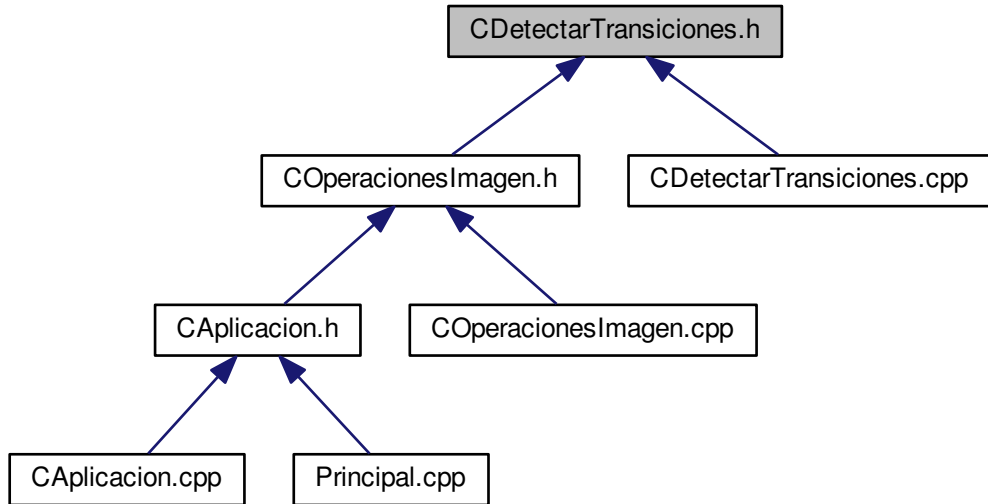 CDetectarTransiciones.h
COperacionesImagen.h
CDetectarTransiciones.cpp
CAplicacion.h
COperacionesImagen.cpp
CAplicacion.cpp
Principal.cpp